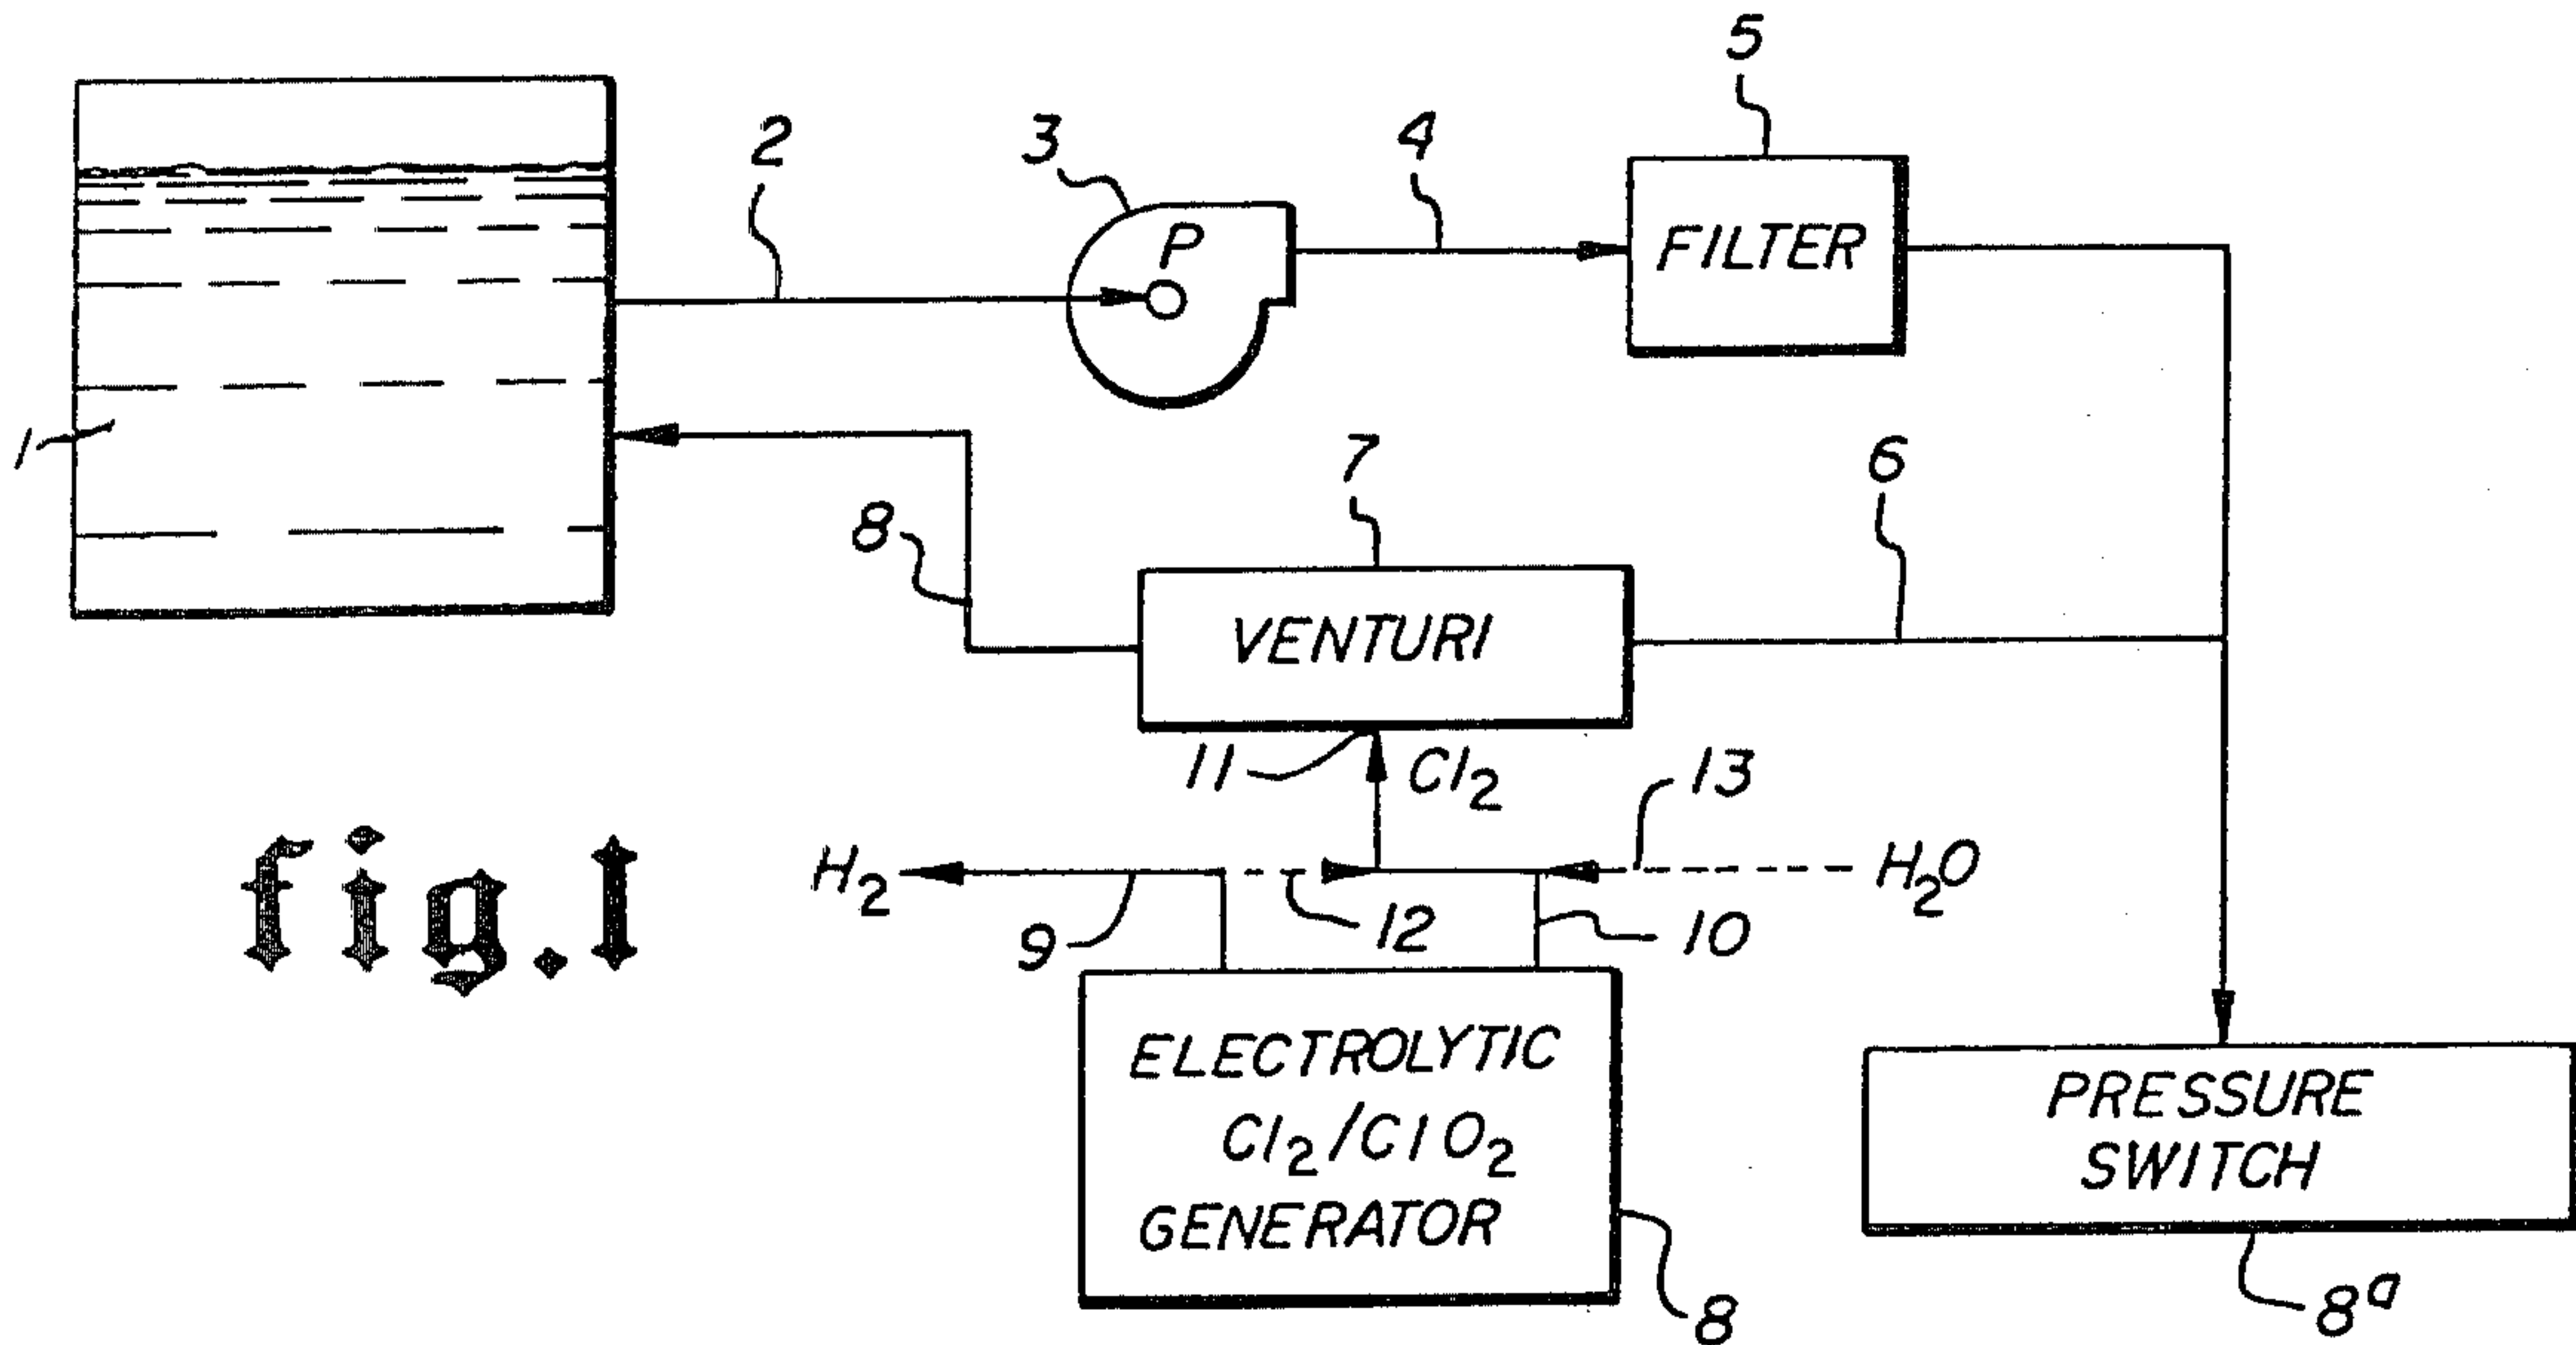 5
2
3
4
P
FILTER
1
7
6
8
VENTURI
11
Cl2
13
H2
H2O
fig.1
9
12
10
ELECTROLYTIC
Cl2/ClO2
GENERATOR
PRESSURE
SWITCH
8
8a